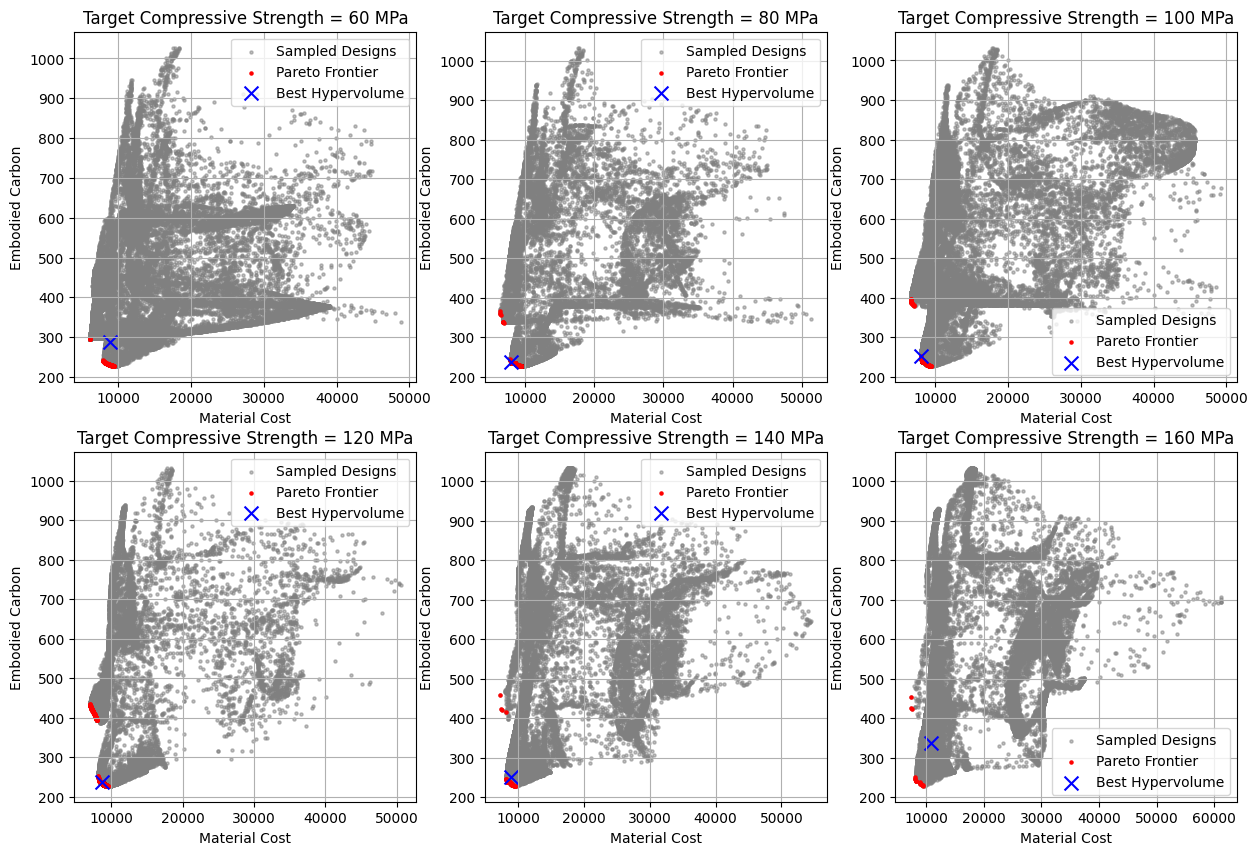 Target Compressive Strength = 60 MPa
Embodied Carbon
1000
900
800
700
600
500
400
300
200
Sampled Designs
Pareto Frontier
Best Hypervolume
10000 20000 30000 40000 50000
Material Cost
Target Compressive Strength = 80 MPa
Embodied Carbon
1000
900
800
700
600
500
400
300
200
Sampled Designs
Pareto Frontier
Best Hypervolume
10000 20000 30000 40000 50000
Material Cost
Target Compressive Strength = 100 MPa
Embodied Carbon
1000
900
800
700
600
500
400
300
200
Sampled Designs
Pareto Frontier
Best Hypervolume
10000 20000 30000 40000 50000
Material Cost
Target Compressive Strength = 120 MPa
Embodied Carbon
1000
900
800
700
600
500
400
300
200
Sampled Designs
Pareto Frontier
Best Hypervolume
10000 20000 30000 40000 50000
Material Cost
Target Compressive Strength = 140 MPa
Embodied Carbon
1000
900
800
700
600
500
400
300
200
Sampled Designs
Pareto Frontier
Best Hypervolume
10000 20000 30000 40000 50000
Material Cost
Target Compressive Strength = 160 MPa
Embodied Carbon
1000
900
800
700
600
500
400
300
200
Sampled Designs
Pareto Frontier
Best Hypervolume
10000 20000 30000 40000 50000 60000
Material Cost